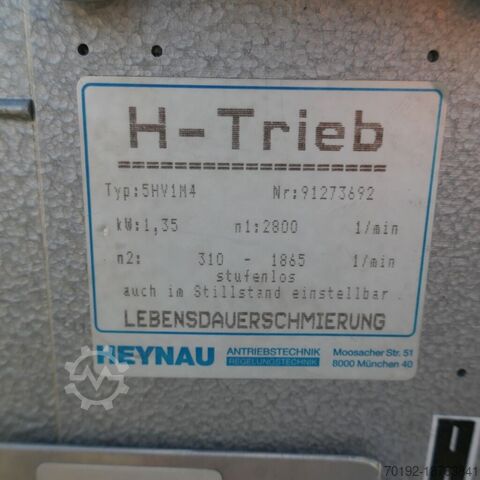 H-Trieb
Typ:5HV1M4 Nr:91273692
kW:1,35 n1:2800 1/min
n2: 310 - 1865 1/min
stufenlos
auch im Stillstand einstellbar
LEBENSDAUERSCHMIERUNG
HEYNAU ANTRIEBSTECHNIK Moosacher Str. 51
REGELUNGSTECHNIK 8000 München 40